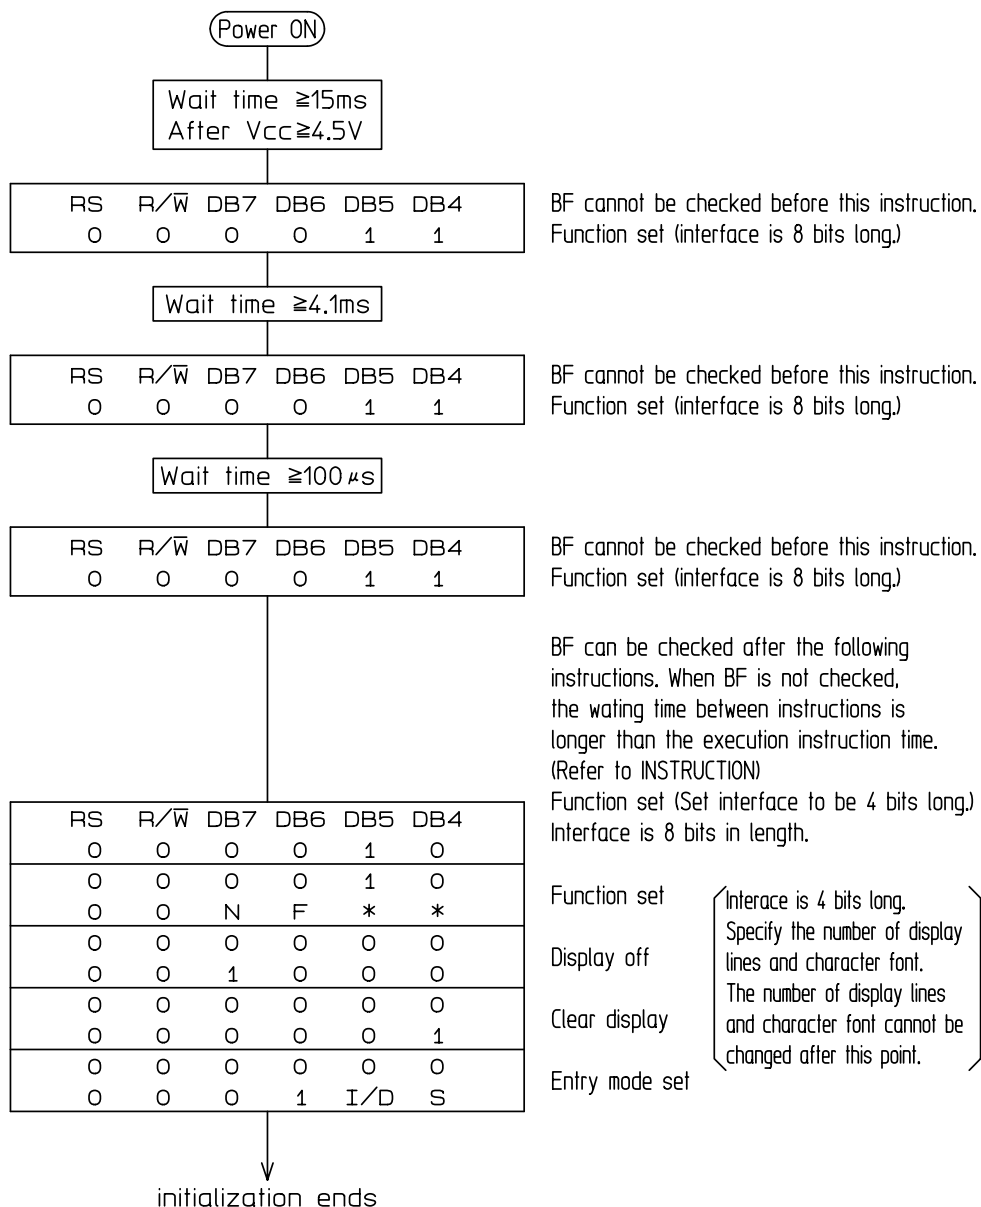 Power ON
Wait time ≧15ms
After Vcc≧4.5V
RS R/W̅ DB7 DB6 DB5 DB4
0 0 0 0 1 1
BF cannot be checked before this instruction.
Function set (interface is 8 bits long.)
Wait time ≧4.1ms
RS R/W̅ DB7 DB6 DB5 DB4
0 0 0 0 1 1
BF cannot be checked before this instruction.
Function set (interface is 8 bits long.)
Wait time ≧100μs
RS R/W̅ DB7 DB6 DB5 DB4
0 0 0 0 1 1
BF cannot be checked before this instruction.
Function set (interface is 8 bits long.)
BF can be checked after the following
instructions. When BF is not checked,
the wating time between instructions is
longer than the execution instruction time.
(Refer to INSTRUCTION)
Function set (Set interface to be 4 bits long.)
Interface is 8 bits in length.
RS R/W̅ DB7 DB6 DB5 DB4
0 0 0 0 1 0
0 0 0 0 1 0
0 0 N F * *
0 0 0 0 0 0
0 0 1 0 0 0
0 0 0 0 0 0
0 0 0 0 0 1
0 0 0 0 0 0
0 0 0 1 I/D S
Function set
Display off
Clear display
Entry mode set
Interace is 4 bits long.
Specify the number of display
lines and character font.
The number of display lines
and character font cannot be
changed after this point.
initialization ends